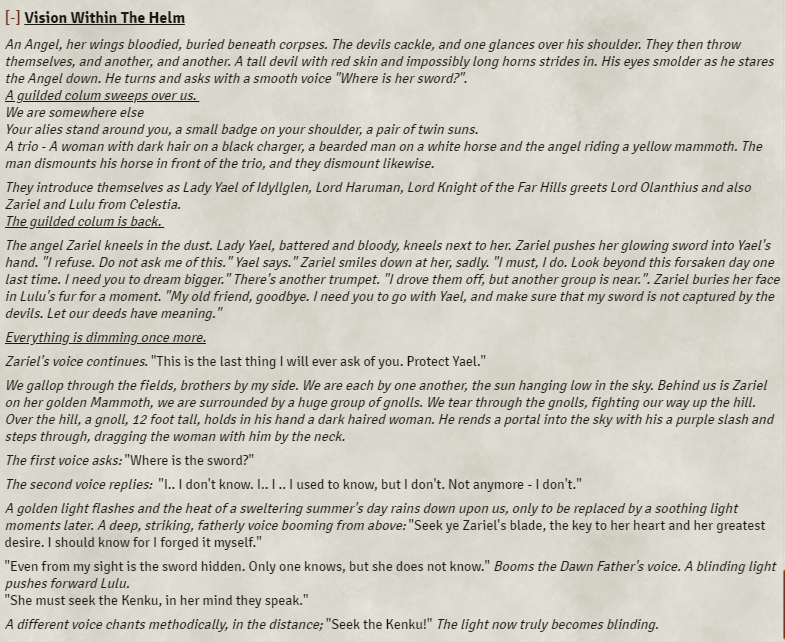 [-] Vision Within The Helm
An Angel, her wings bloodied, buried beneath corpses. The devils cackle, and one glances over his shoulder. They then throw
themselves, and another, and another. A tall devil with red skin and impossibly long horns strides in. His eyes smolder as he stares
the Angel down. He turns and asks with a smooth voice "Where is her sword?".
A guilded colum sweeps over us.
We are somewhere else
Your alies stand around you, a small badge on your shoulder, a pair of twin suns.
A trio - A woman with dark hair on a black charger, a bearded man on a white horse and the angel riding a yellow mammoth. The
man dismounts his horse in front of the trio, and they dismount likewise.
They introduce themselves as Lady Yael of Idyllglen, Lord Haruman, Lord Knight of the Far Hills greets Lord Olanthius and also
Zariel and Lulu from Celestia.
The guilded colum is back.
The angel Zariel kneels in the dust. Lady Yael, battered and bloody, kneels next to her. Zariel pushes her glowing sword into Yael's
hand. "I refuse. Do not ask me of this." Yael says." Zariel smiles down at her, sadly. "I must, I do. Look beyond this forsaken day one
last time. I need you to dream bigger." There's another trumpet. "I drove them off, but another group is near.". Zariel buries her face
in Lulu's fur for a moment. "My old friend, goodbye. I need you to go with Yael, and make sure that my sword is not captured by the
devils. Let our deeds have meaning."
Everything is dimming once more.
Zariel's voice continues. "This is the last thing I will ever ask of you. Protect Yael."
We gallop through the fields, brothers by my side. We are each by one another, the sun hanging low in the sky. Behind us is Zariel
on her golden Mammoth, we are surrounded by a huge group of gnolls. We tear through the gnolls, fighting our way up the hill.
Over the hill, a gnoll, 12 foot tall, holds in his hand a dark haired woman. He rends a portal into the sky with his a purple slash and
steps through, dragging the woman with him by the neck.
The first voice asks: "Where is the sword?"
The second voice replies: "I.. I don't know. I.. I .. I used to know, but I don't. Not anymore - I don't."
A golden light flashes and the heat of a sweltering summer's day rains down upon us, only to be replaced by a soothing light
moments later. A deep, striking, fatherly voice booming from above: "Seek ye Zariel's blade, the key to her heart and her greatest
desire. I should know for I forged it myself."
"Even from my sight is the sword hidden. Only one knows, but she does not know." Booms the Dawn Father's voice. A blinding light
pushes forward Lulu.
"She must seek the Kenku, in her mind they speak."
A different voice chants methodically, in the distance; "Seek the Kenku!" The light now truly becomes blinding.